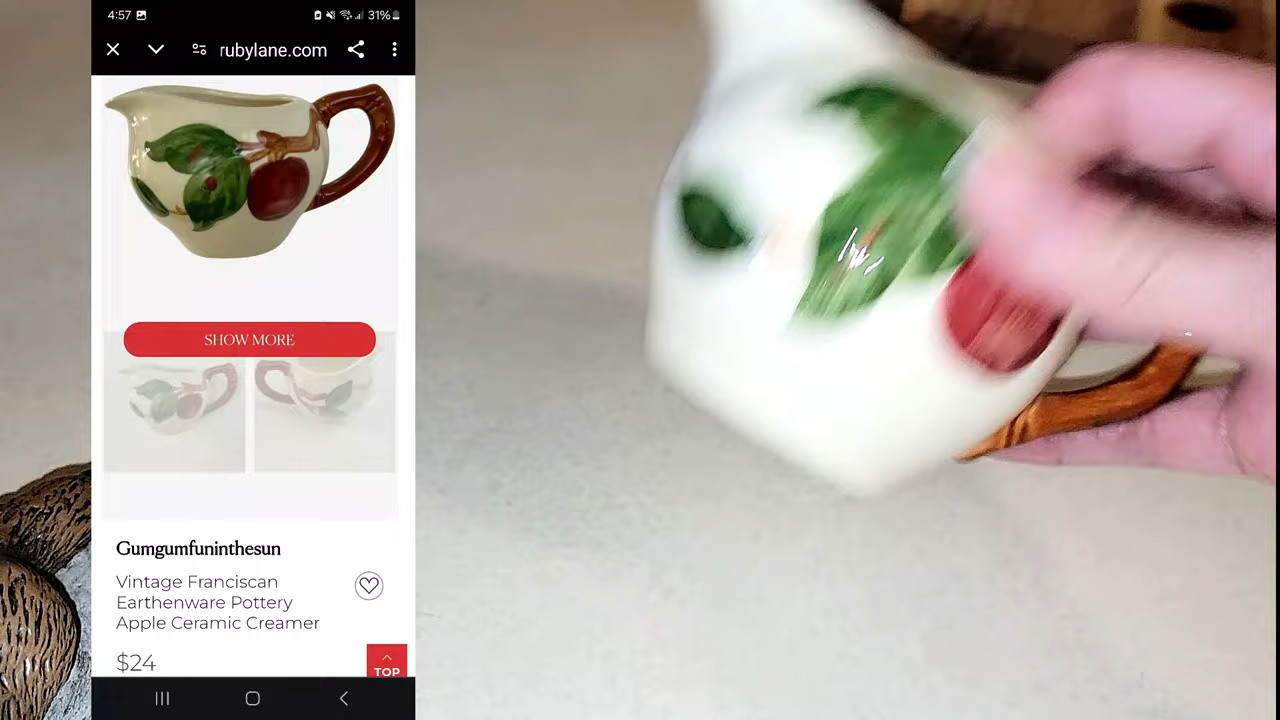 4:57
31%
rubylane.com
SHOW MORE
Gumgumfuninthesun
Vintage Franciscan
Earthenware Pottery
Apple Ceramic Creamer
$24
TOP